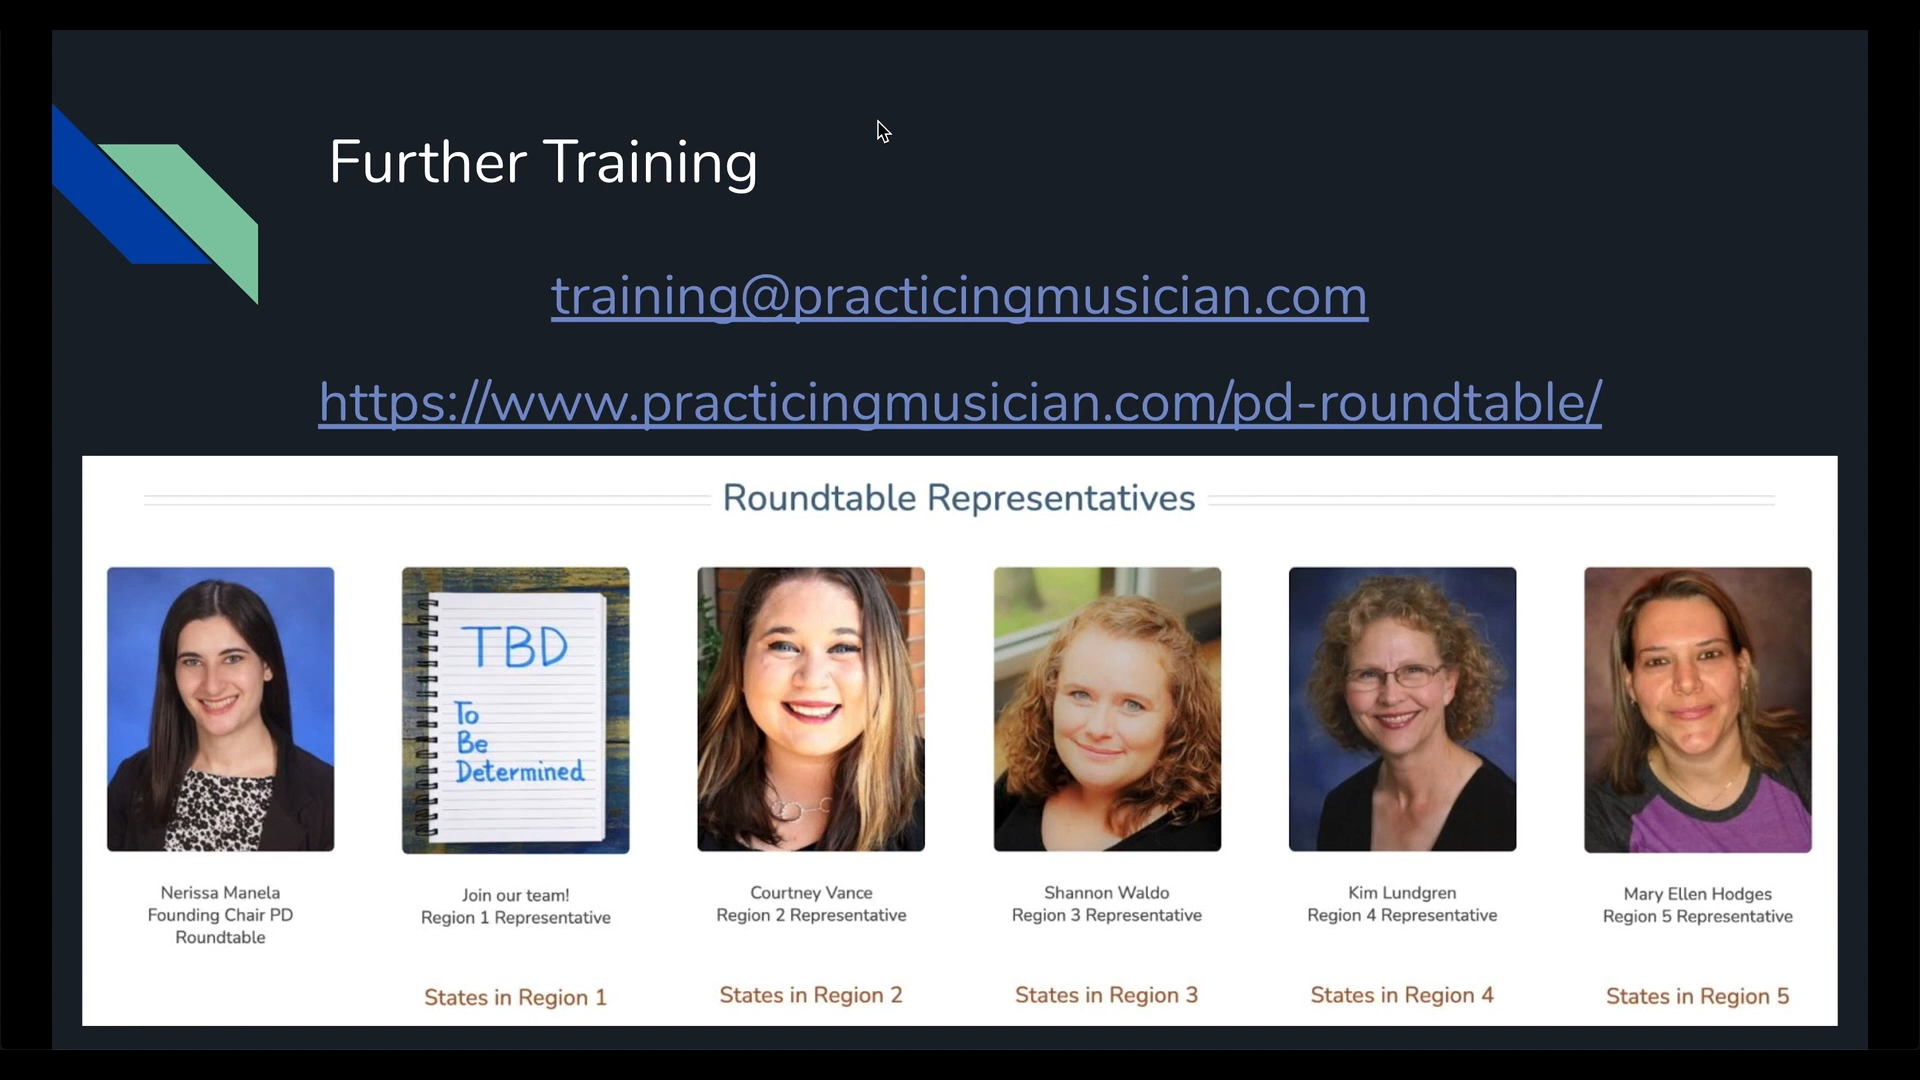 Further Training
training@practicingmusician.com
https://www.practicingmusician.com/pd-roundtable/
Roundtable Representatives
TBD
To
Be
Determined
Nerissa Manela
Founding Chair PD
Roundtable
Join our team!
Region 1 Representative
States in Region 1
Courtney Vance
Region 2 Representative
States in Region 2
Shannon Waldo
Region 3 Representative
States in Region 3
Kim Lundgren
Region 4 Representative
States in Region 4
Mary Ellen Hodges
Region 5 Representative
States in Region 5